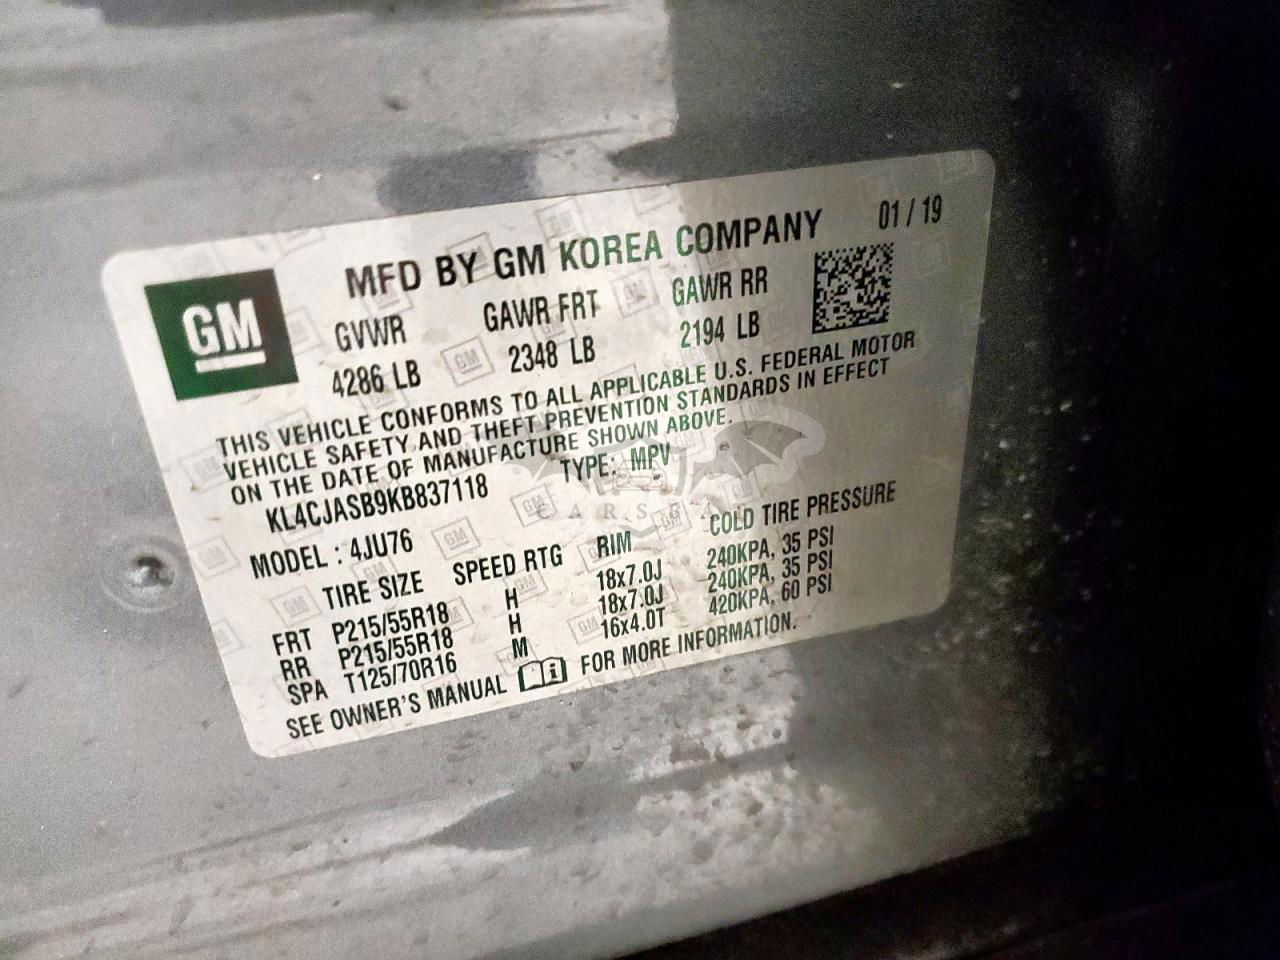 MFD BY GM KOREA COMPANY 01 / 19
GM
GVWR GAWR FRT GAWR RR
4286 LB 2348 LB 2194 LB
THIS VEHICLE CONFORMS TO ALL APPLICABLE U.S. FEDERAL MOTOR
VEHICLE SAFETY AND THEFT PREVENTION STANDARDS IN EFFECT
ON THE DATE OF MANUFACTURE SHOWN ABOVE.
KL4CJASB9KB837118 TYPE: MPV
MODEL : 4JU76
TIRE SIZE SPEED RTG RIM COLD TIRE PRESSURE
FRT P215/55R18 H 18x7.0J 240KPA, 35 PSI
RR P215/55R18 H 18x7.0J 240KPA, 35 PSI
SPA T125/70R16 M 16x4.0T 420KPA, 60 PSI
SEE OWNER'S MANUAL FOR MORE INFORMATION.